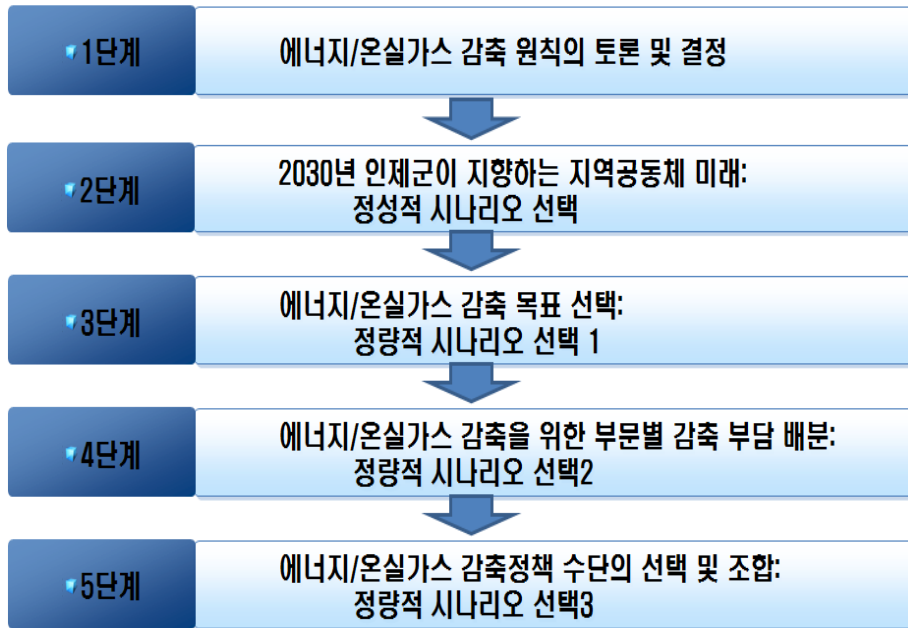 1단계
에너지/온실가스 감축 원칙의 토론 및 결정
2단계
2030년 인제군이 지향하는 지역공동체 미래:
정성적 시나리오 선택
3단계
에너지/온실가스 감축 목표 선택:
정량적 시나리오 선택 1
4단계
에너지/온실가스 감축을 위한 부문별 감축 부담 배분:
정량적 시나리오 선택2
5단계
에너지/온실가스 감축정책 수단의 선택 및 조합:
정량적 시나리오 선택3